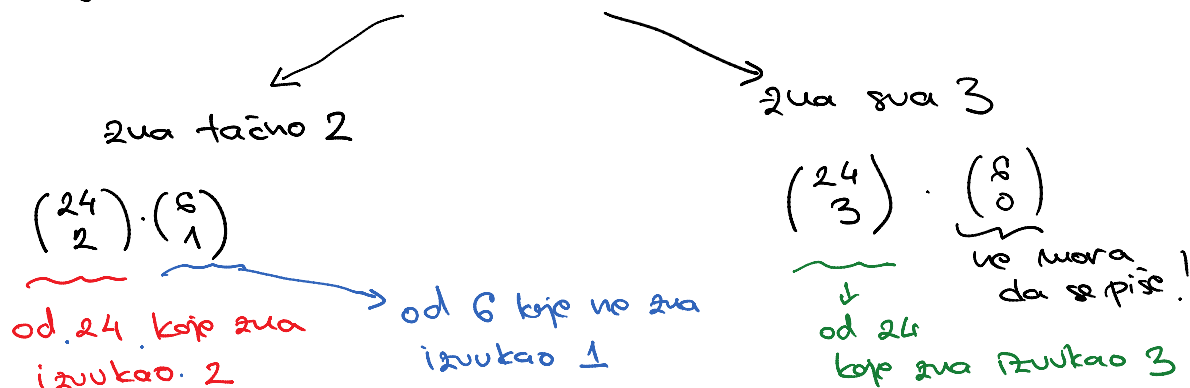 zna tačno 2
(24 2) · (6 1)
od 24 koje zna
izvukao 2
od 6 koje ne zna
izvukao 1
zna sva 3
(24 3) · (6 0)
ne mora
da se piše!
od 24
koje zna izvukao 3